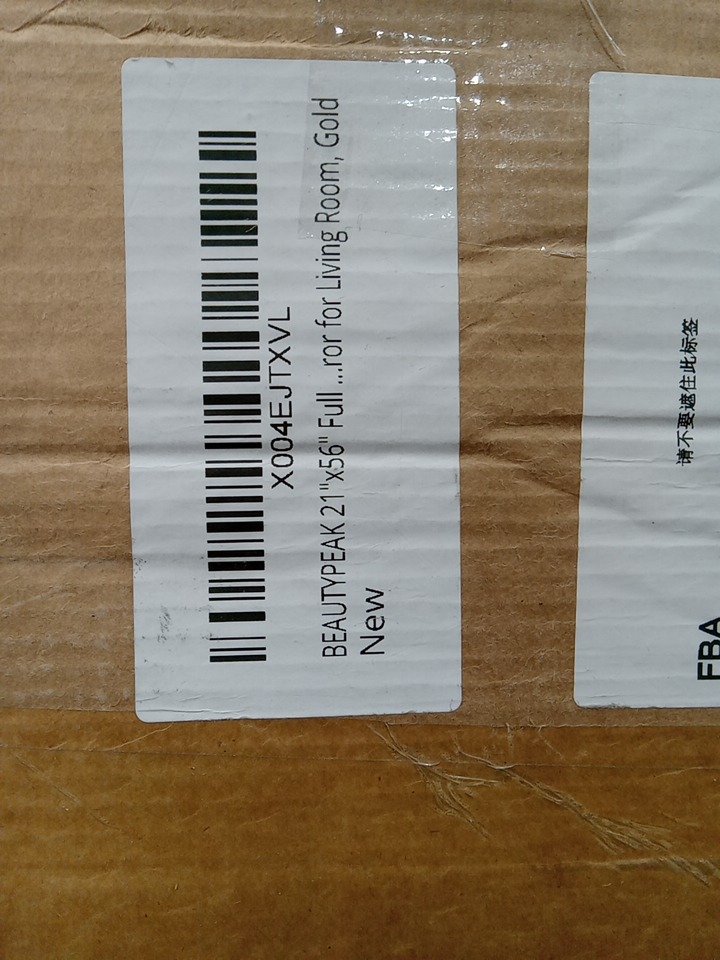 X004EJTXVL
BEAUTYPEAK 21"x56" Full ...ror for Living Room, Gold
New
请不要遮住此标签
FBA